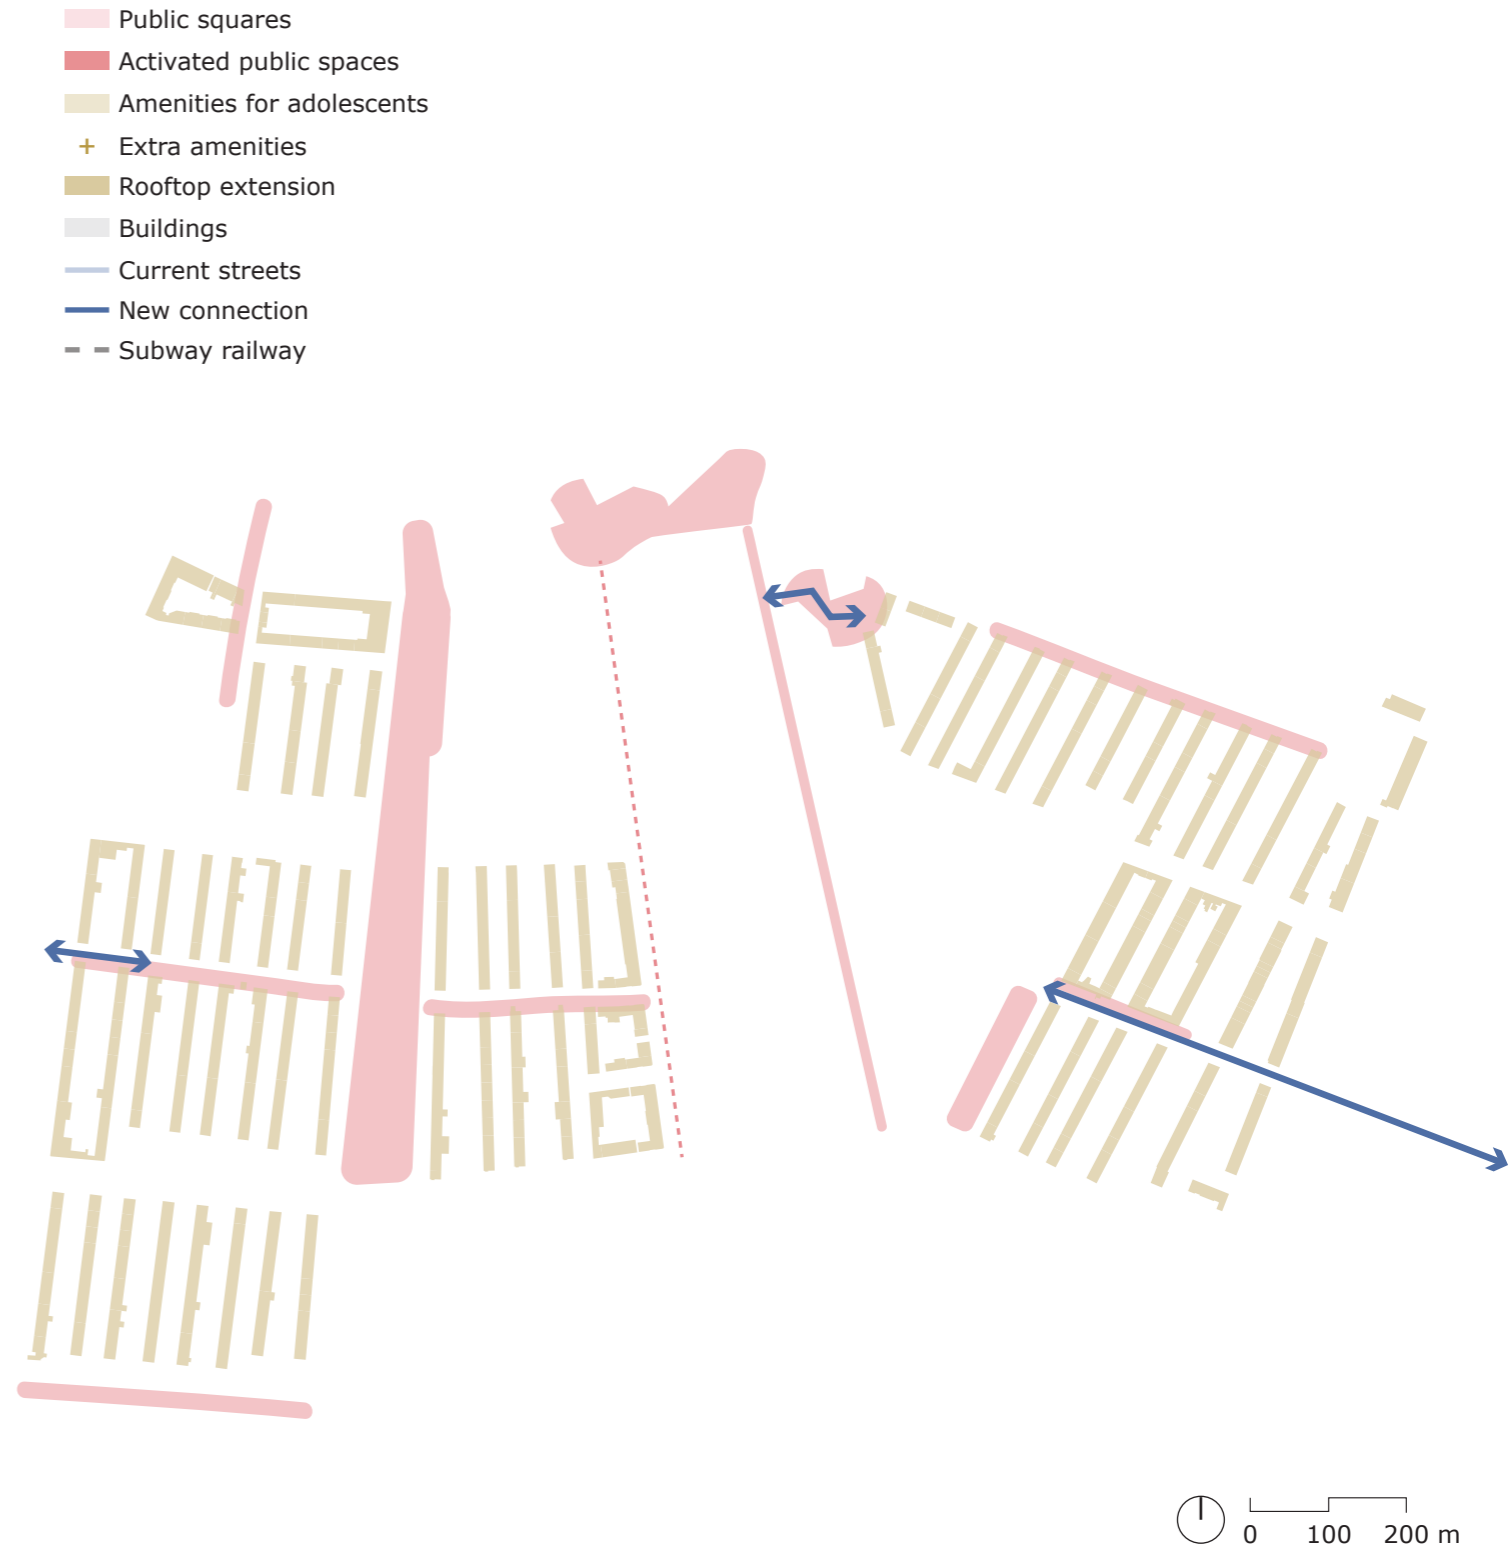 Public squares
Activated public spaces
Amenities for adolescents
Extra amenities
Rooftop extension
Buildings
Current streets
New connection
Subway railway
0 100 200 m